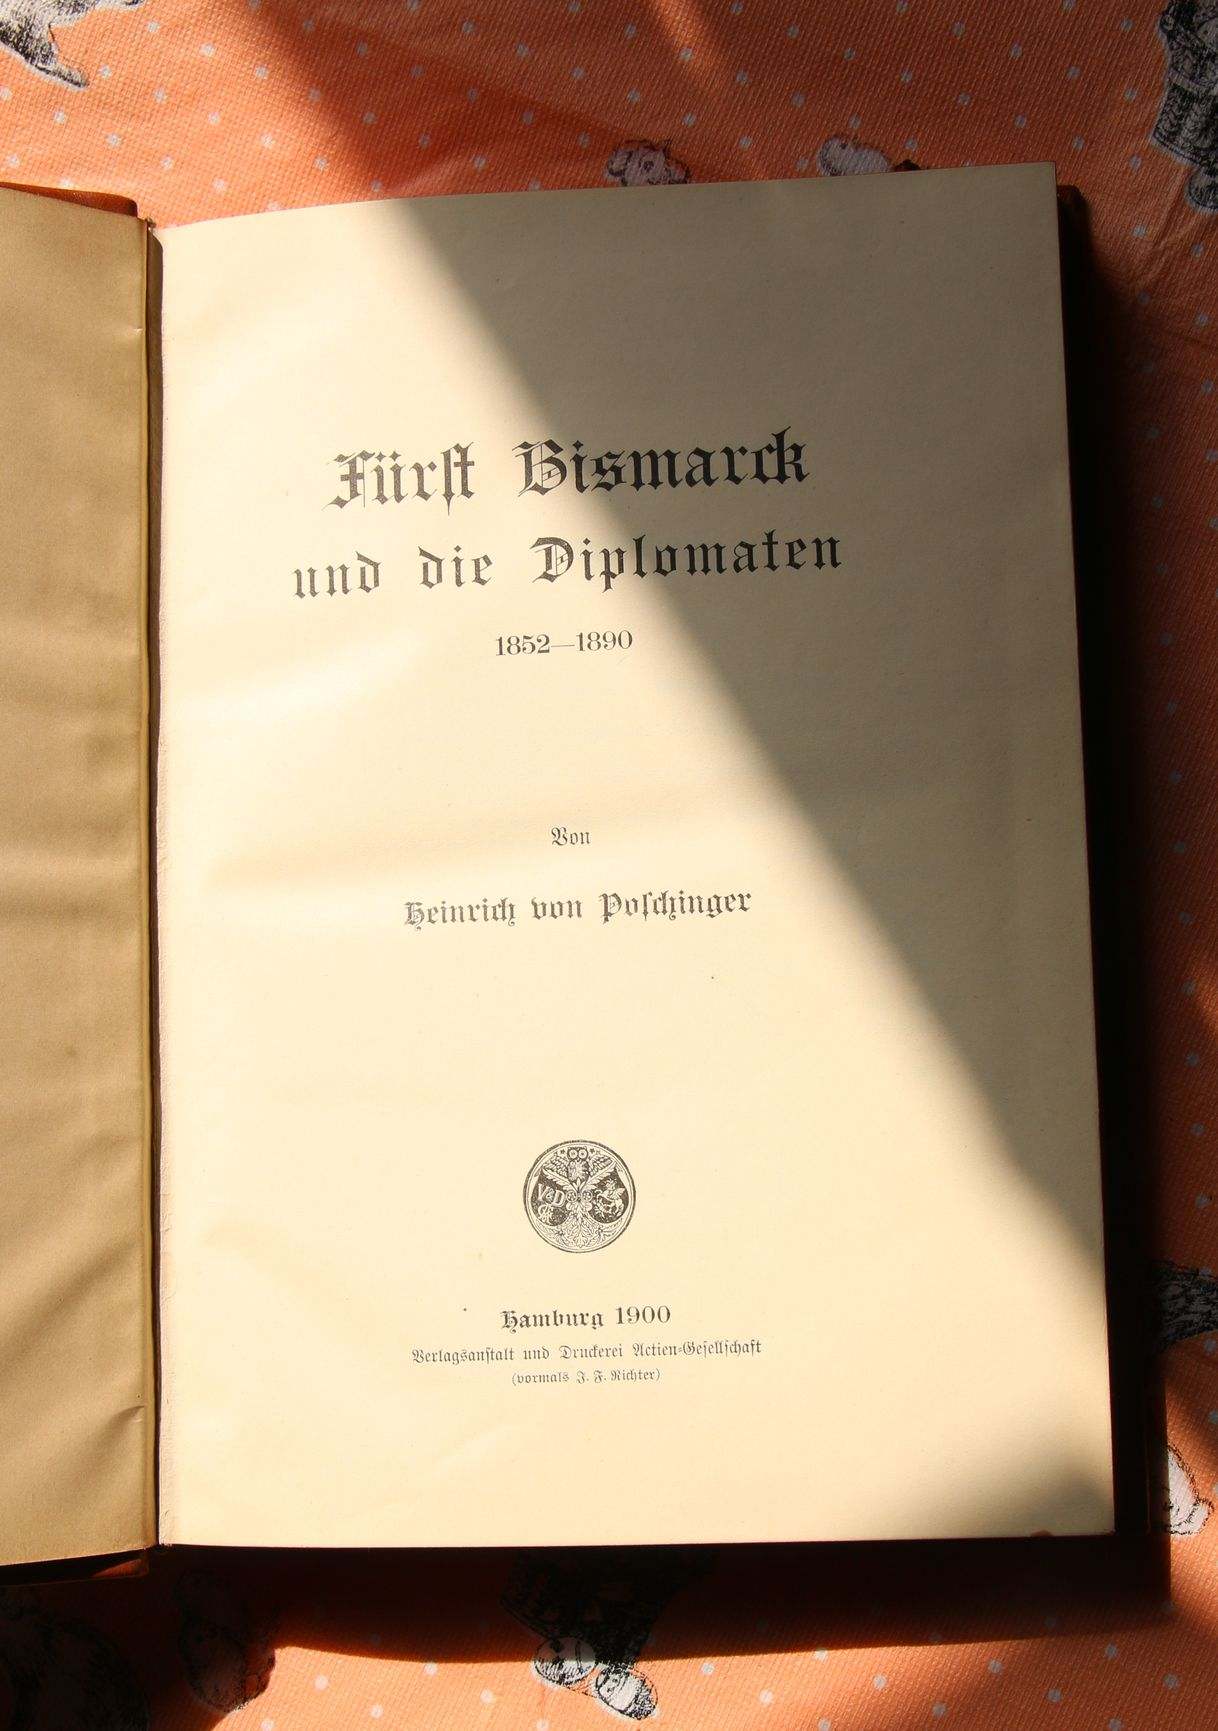 Fürst Bismarck
und die Diplomaten
1852—1890
Von
Heinrich von Poschinger
V&D
Hamburg 1900
Verlagsanstalt und Druckerei Actien-Gesellschaft
(vormals J. F. Richter)